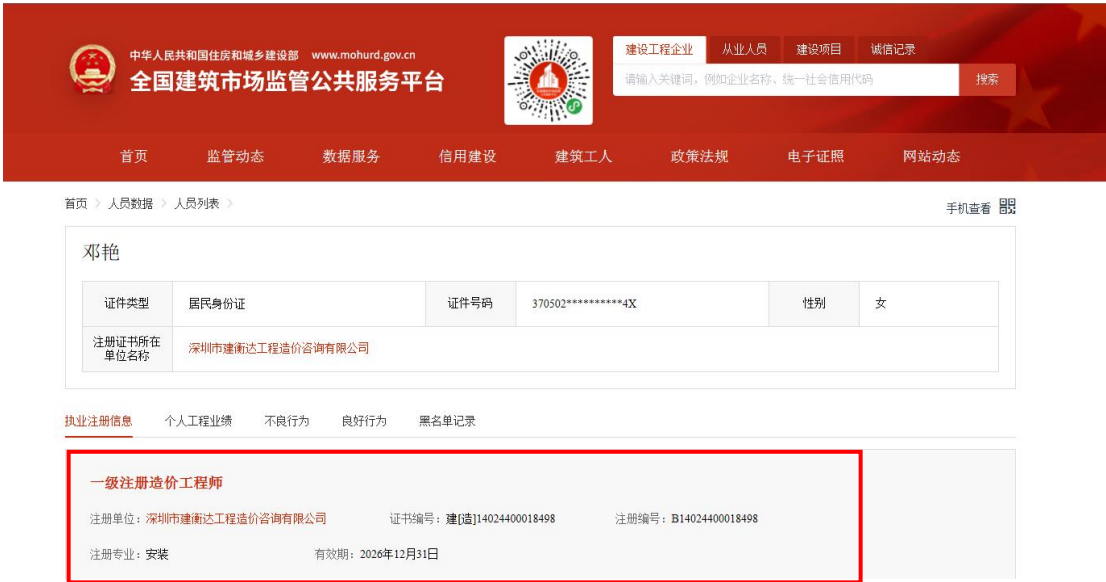 中华人民共和国住房和城乡建设部 www.mohurd.gov.cn
全国建筑市场监管公共服务平台
建设工程企业 从业人员 建设项目 诚信记录
请输入关键词，例如企业名称、统一社会信用代码 搜索
首页 监管动态 数据服务 信用建设 建筑工人 政策法规 电子证照 网站动态
首页 > 人员数据 > 人员列表 >
手机查看
邓艳
证件类型 居民身份证 证件号码 370502**********4X 性别 女
注册证书所在
单位名称
深圳市建衡达工程造价咨询有限公司
执业注册信息 个人工程业绩 不良行为 良好行为 黑名单记录
一级注册造价工程师
注册单位：深圳市建衡达工程造价咨询有限公司 证书编号：建[造]14024400018498 注册编号：B14024400018498
注册专业：安装 有效期：2026年12月31日